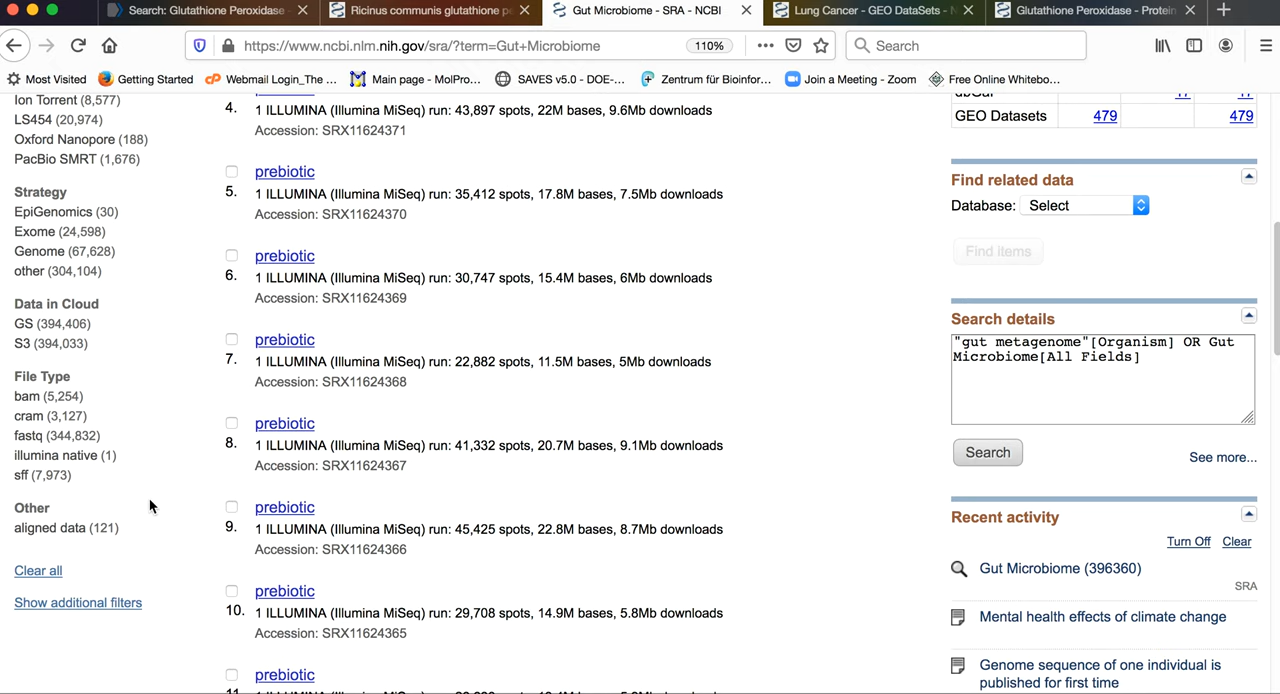 Search: Glutathione Peroxidase -
Ricinus communis glutathione p
Gut Microbiome - SRA - NCBI
Lung Cancer - GEO DataSets - N
Glutathione Peroxidase - Protein
https://www.ncbi.nlm.nih.gov/sra/?term=Gut+Microbiome
110%
Search
Most Visited
Getting Started
Webmail Login_The ...
Main page - MolPro...
SAVES v5.0 - DOE-...
Zentrum für Bioinfor...
Join a Meeting - Zoom
Free Online Whitebo...
Ion Torrent (8,577)
LS454 (20,974)
Oxford Nanopore (188)
PacBio SMRT (1,676)
Strategy
EpiGenomics (30)
Exome (24,598)
Genome (67,628)
other (304,104)
Data in Cloud
GS (394,406)
S3 (394,033)
File Type
bam (5,254)
cram (3,127)
fastq (344,832)
illumina native (1)
sff (7,973)
Other
aligned data (121)
Clear all
Show additional filters
4. 1 ILLUMINA (Illumina MiSeq) run: 43,897 spots, 22M bases, 9.6Mb downloads
Accession: SRX11624371
prebiotic
5. 1 ILLUMINA (Illumina MiSeq) run: 35,412 spots, 17.8M bases, 7.5Mb downloads
Accession: SRX11624370
prebiotic
6. 1 ILLUMINA (Illumina MiSeq) run: 30,747 spots, 15.4M bases, 6Mb downloads
Accession: SRX11624369
prebiotic
7. 1 ILLUMINA (Illumina MiSeq) run: 22,882 spots, 11.5M bases, 5Mb downloads
Accession: SRX11624368
prebiotic
8. 1 ILLUMINA (Illumina MiSeq) run: 41,332 spots, 20.7M bases, 9.1Mb downloads
Accession: SRX11624367
prebiotic
9. 1 ILLUMINA (Illumina MiSeq) run: 45,425 spots, 22.8M bases, 8.7Mb downloads
Accession: SRX11624366
prebiotic
10. 1 ILLUMINA (Illumina MiSeq) run: 29,708 spots, 14.9M bases, 5.8Mb downloads
Accession: SRX11624365
prebiotic
GEO Datasets 479 479
Find related data
Database: Select
Find items
Search details
"gut metagenome"[Organism] OR Gut
Microbiome[All Fields]
Search
See more...
Recent activity
Turn Off Clear
Gut Microbiome (396360)
SRA
Mental health effects of climate change
Genome sequence of one individual is
published for first time